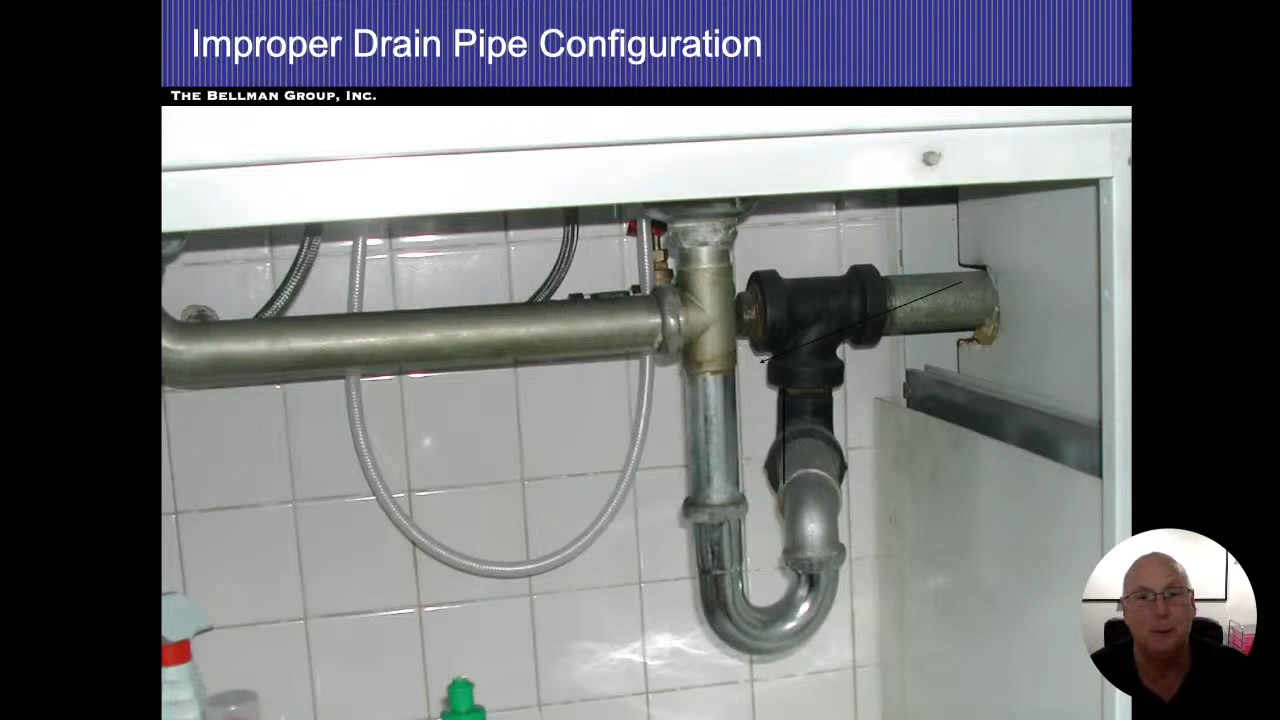 Improper Drain Pipe Configuration
THE BELLMAN GROUP, INC.